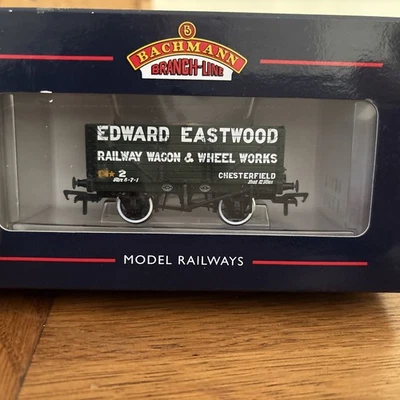 B
BACHMANN
BRANCH-LINE
EDWARD EASTWOOD
RAILWAY WAGON & WHEEL WORKS
2 CHESTERFIELD
MODEL RAILWAYS